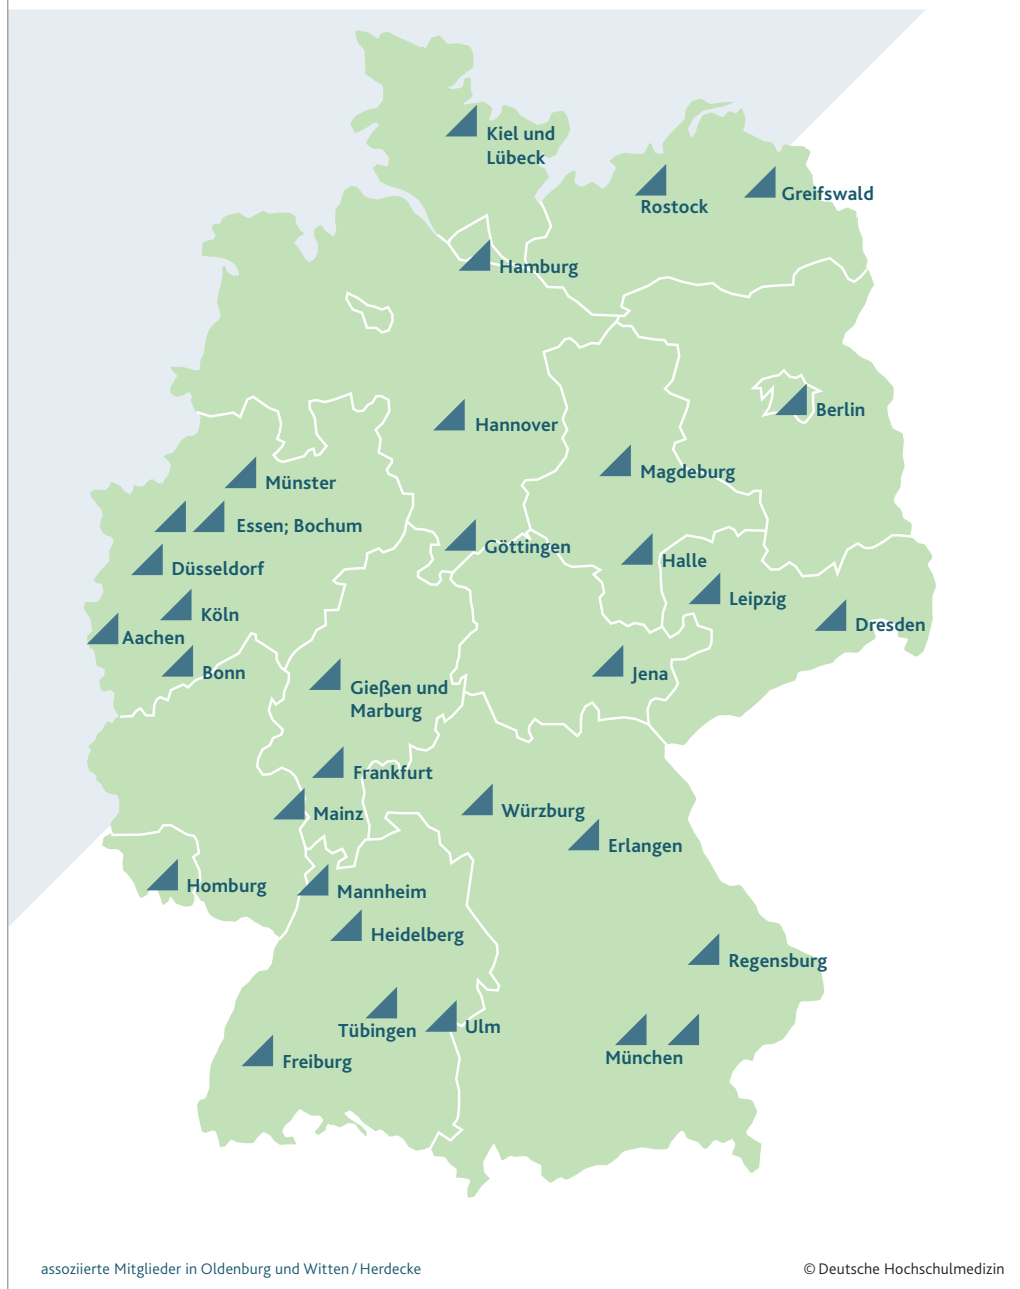 Kiel und
Lübeck
Greifswald
Rostock
Hamburg
Berlin
Hannover
Magdeburg
Münster
Essen; Bochum
Göttingen
Halle
Düsseldorf
Leipzig
Köln
Dresden
Aachen
Bonn
Jena
Gießen und
Marburg
Frankfurt
Würzburg
Mainz
Erlangen
Homburg
Mannheim
Heidelberg
Regensburg
Ulm
Tübingen
München
Freiburg
assoziierte Mitglieder in Oldenburg und Witten / Herdecke
© Deutsche Hochschulmedizin